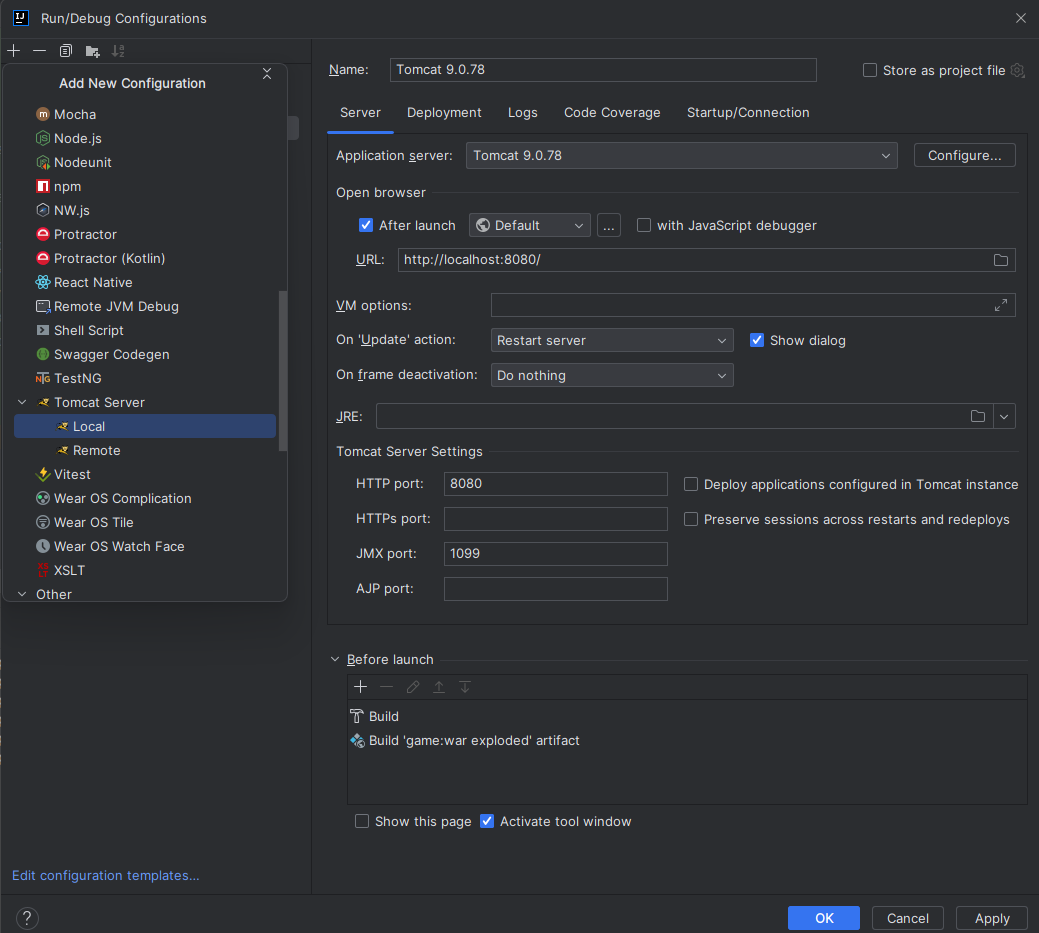 Run/Debug Configurations
Add New Configuration
Mocha
Node.js
Nodeunit
npm
NW.js
Protractor
Protractor (Kotlin)
React Native
Remote JVM Debug
Shell Script
Swagger Codegen
TestNG
Tomcat Server
Local
Remote
Vitest
Wear OS Complication
Wear OS Tile
Wear OS Watch Face
XSLT
Other
Edit configuration templates...
Name: Tomcat 9.0.78 Store as project file
Server Deployment Logs Code Coverage Startup/Connection
Application server: Tomcat 9.0.78 Configure...
Open browser
After launch Default ... with JavaScript debugger
URL: http://localhost:8080/
VM options:
On 'Update' action: Restart server Show dialog
On frame deactivation: Do nothing
JRE:
Tomcat Server Settings
HTTP port: 8080 Deploy applications configured in Tomcat instance
HTTPs port: Preserve sessions across restarts and redeploys
JMX port: 1099
AJP port:
Before launch
Build
Build 'game:war exploded' artifact
Show this page Activate tool window
? OK Cancel Apply